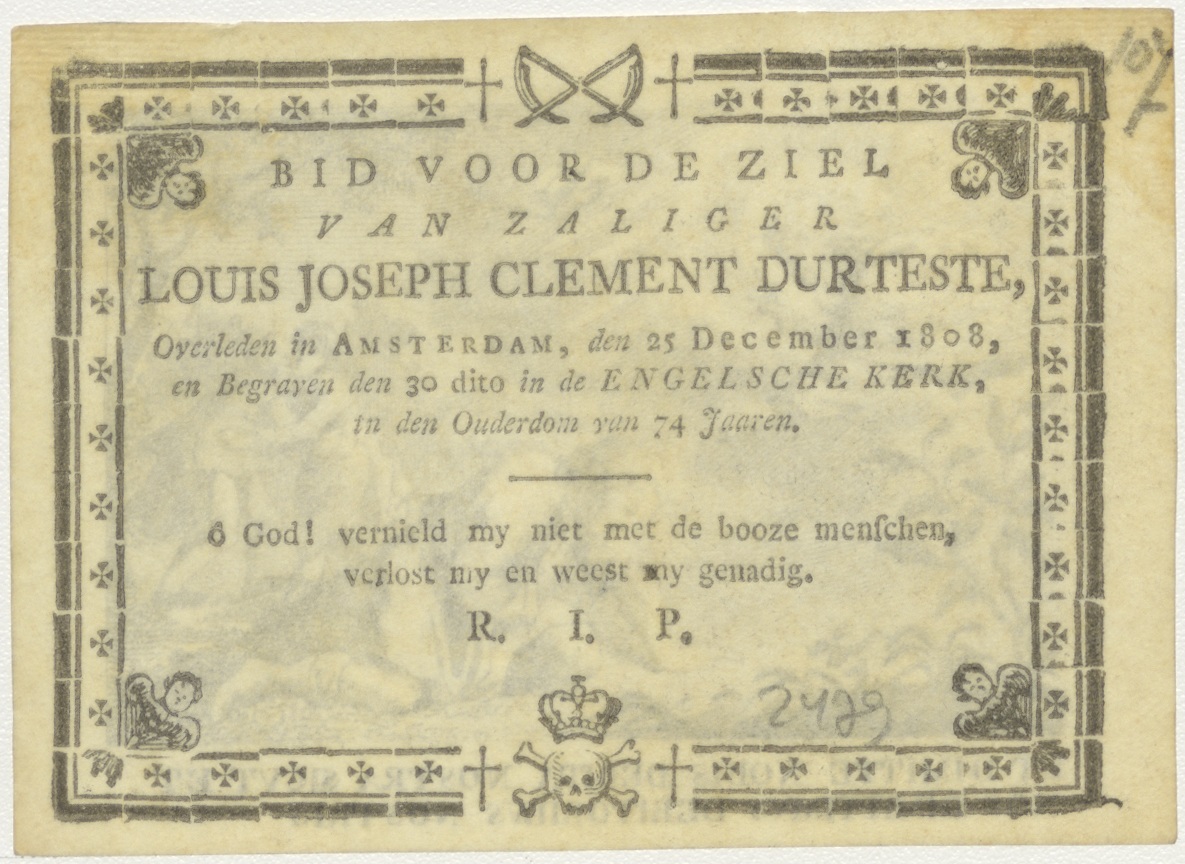 BID VOOR DE ZIEL
VAN ZALIGER
LOUIS JOSEPH CLEMENT DURTESTE,
Overleden in AMSTERDAM, den 25 December 1808,
en Begraven den 30 dito in de ENGELSCHE KERK,
in den Ouderdom van 74 Jaaren.
ô God! vernield my niet met de booze menſchen,
verlost my en weest my genadig.
R. I. P.
2479